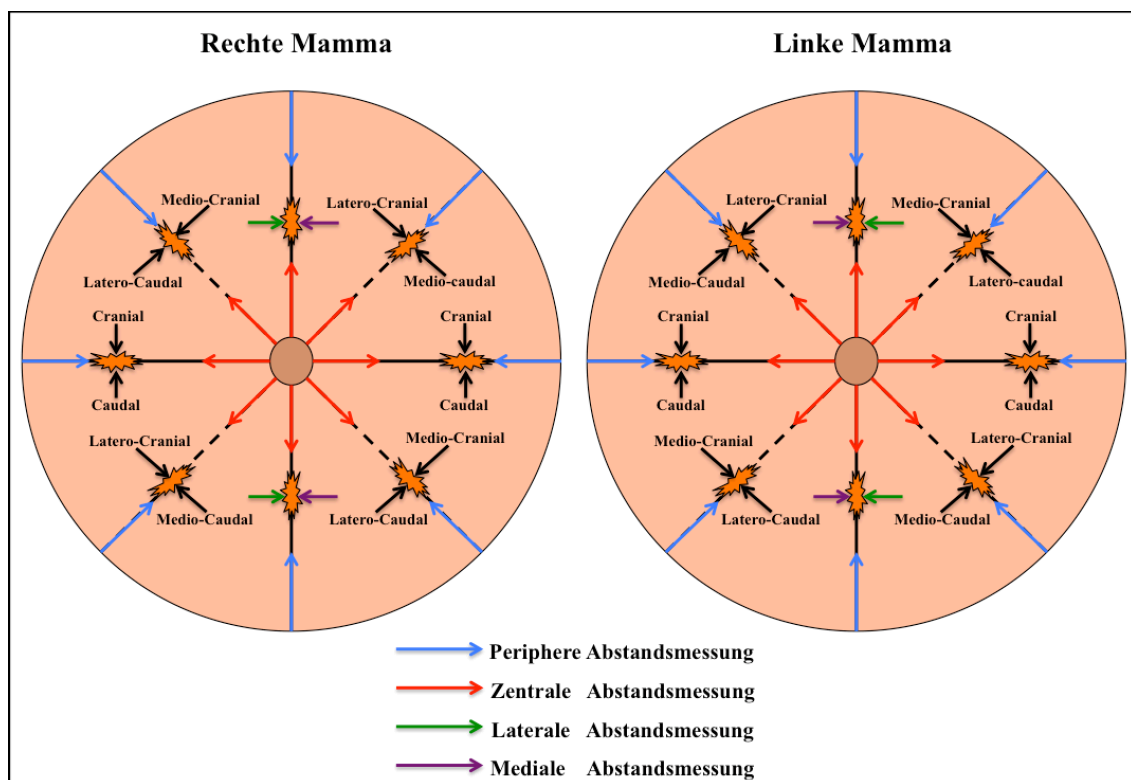 Rechte Mamma
Linke Mamma
Medio-Cranial
Latero-Cranial
Latero-Caudal
Medio-caudal
Cranial
Cranial
Caudal
Caudal
Latero-Cranial
Medio-Cranial
Medio-Caudal
Latero-Caudal
Latero-Cranial
Medio-Cranial
Medio-Caudal
Latero-caudal
Cranial
Cranial
Caudal
Caudal
Medio-Cranial
Latero-Cranial
Latero-Caudal
Medio-Caudal
Periphere Abstandsmessung
Zentrale Abstandsmessung
Laterale Abstandsmessung
Mediale Abstandsmessung